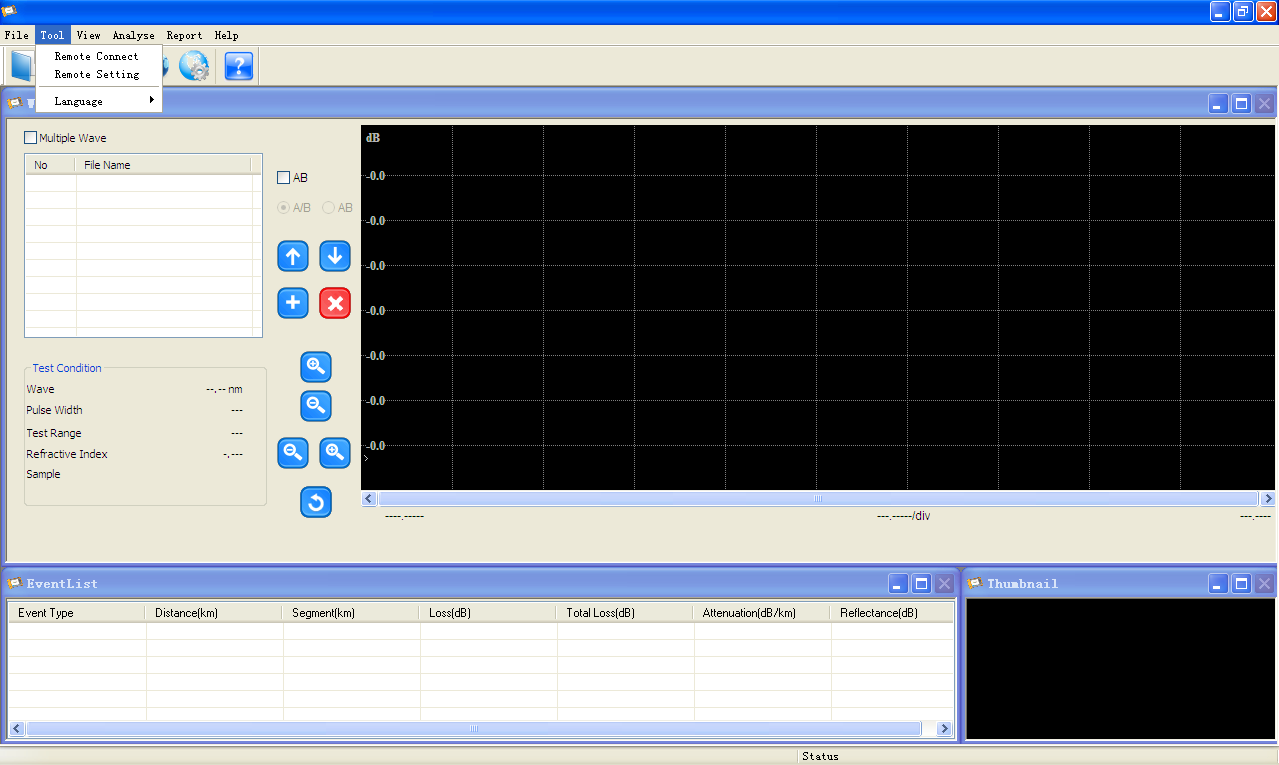 File Tool View Analyse Report Help
Remote Connect
Remote Setting
Language
Multiple Wave
No File Name
AB
A/B AB
Test Condition
Wave --.-- nm
Pulse Width ---
Test Range ---
Refractive Index -.---
Sample
dB
-0.0
-0.0
-0.0
-0.0
-0.0
-0.0
-0.0
----.----- ---.-----/div ---.----
EventList
Event Type Distance(km) Segment(km) Loss(dB) Total Loss(dB) Attenuation(dB/km) Reflectance(dB)
Thumbnail
Status